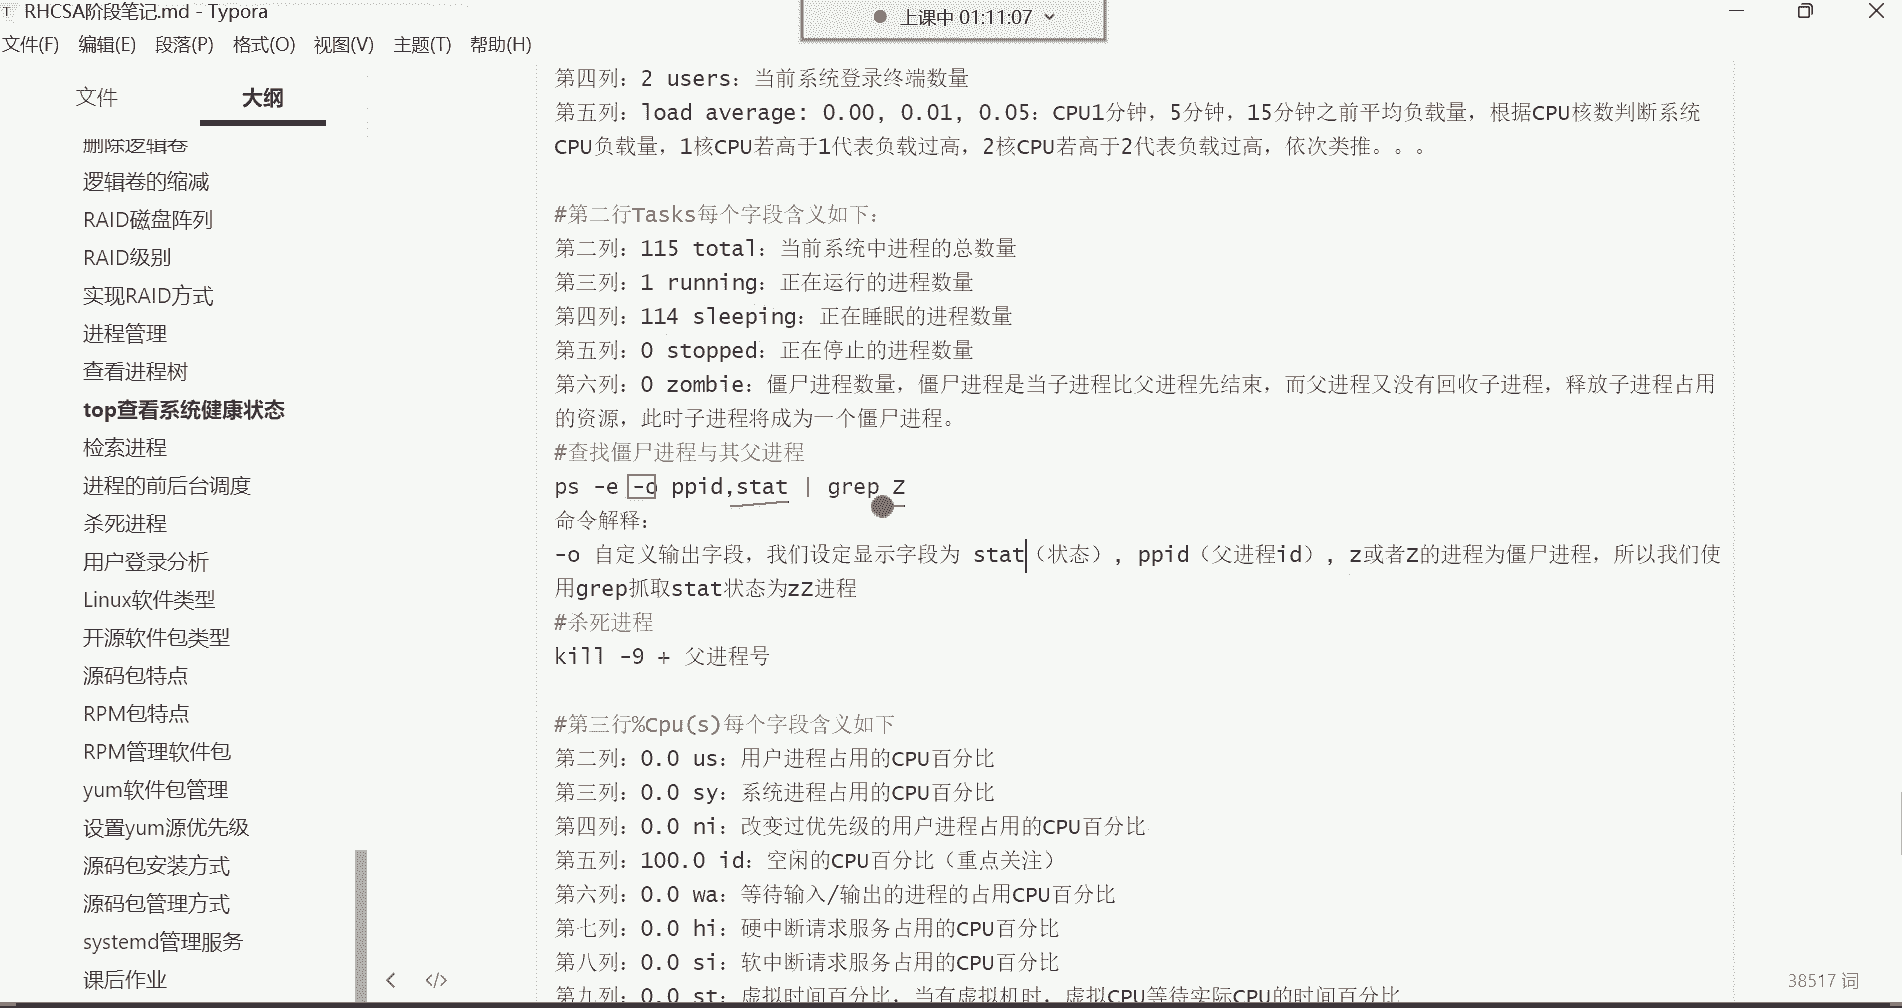 RHCSA阶段笔记.md - Typora
上课中 01:11:07
文件(F) 编辑(E) 段落(P) 格式(O) 视图(V) 主题(T) 帮助(H)
文件 大纲
删除逻辑卷
逻辑卷的缩减
RAID磁盘阵列
RAID级别
实现RAID方式
进程管理
查看进程树
top查看系统健康状态
检索进程
进程的前后台调度
杀死进程
用户登录分析
Linux软件类型
开源软件包类型
源码包特点
RPM包特点
RPM管理软件包
yum软件包管理
设置yum源优先级
源码包安装方式
源码包管理方式
systemd管理服务
课后作业
第四列：2 users：当前系统登录终端数量
第五列：load average: 0.00, 0.01, 0.05：CPU1分钟，5分钟，15分钟之前平均负载量，根据CPU核数判断系统
CPU负载量，1核CPU若高于1代表负载过高，2核CPU若高于2代表负载过高，依次类推。。。
#第二行Tasks每个字段含义如下：
第二列：115 total：当前系统中进程的总数量
第三列：1 running：正在运行的进程数量
第四列：114 sleeping：正在睡眠的进程数量
第五列：0 stopped：正在停止的进程数量
第六列：0 zombie：僵尸进程数量，僵尸进程是当子进程比父进程先结束，而父进程又没有回收子进程，释放子进程占用
的资源，此时子进程将成为一个僵尸进程。
#查找僵尸进程与其父进程
ps -e -o ppid,stat | grep Z
命令解释：
-o 自定义输出字段，我们设定显示字段为 stat（状态）, ppid（父进程id）, z或者Z的进程为僵尸进程，所以我们使
用grep抓取stat状态为zZ进程
#杀死进程
kill -9 + 父进程号
#第三行%Cpu(s)每个字段含义如下
第二列：0.0 us：用户进程占用的CPU百分比
第三列：0.0 sy：系统进程占用的CPU百分比
第四列：0.0 ni：改变过优先级的用户进程占用的CPU百分比
第五列：100.0 id：空闲的CPU百分比（重点关注）
第六列：0.0 wa：等待输入/输出的进程的占用CPU百分比
第七列：0.0 hi：硬中断请求服务占用的CPU百分比
第八列：0.0 si：软中断请求服务占用的CPU百分比
第九列：0.0 st：虚拟时间百分比，当有虚拟机时，虚拟CPU等待实际CPU的时间百分比
38517 词